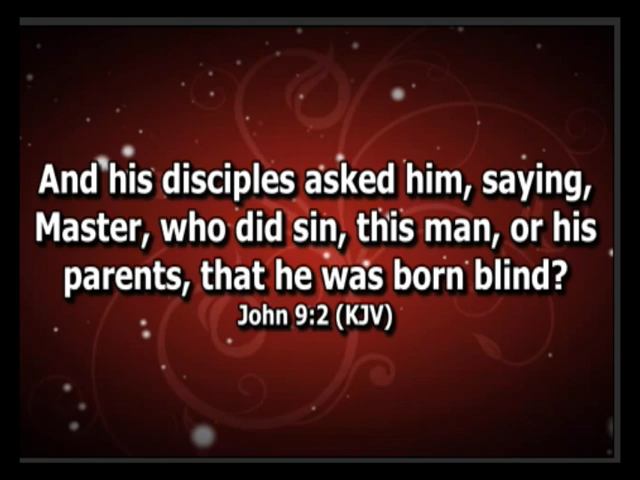 And his disciples asked him, saying,
Master, who did sin, this man, or his
parents, that he was born blind?
John 9:2 (KJV)